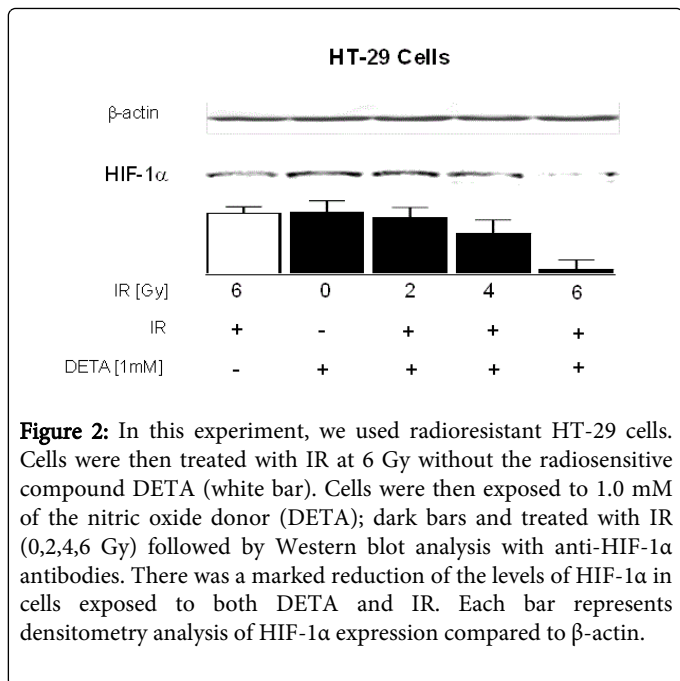 HT-29 Cells
β-actin
HIF-1α
IR [Gy] 6 0 2 4 6
IR + - + + +
DETA [1mM] - + + + +
Figure 2: In this experiment, we used radioresistant HT-29 cells.
Cells were then treated with IR at 6 Gy without the radiosensitive
compound DETA (white bar). Cells were then exposed to 1.0 mM
of the nitric oxide donor (DETA); dark bars and treated with IR
(0,2,4,6 Gy) followed by Western blot analysis with anti-HIF-1α
antibodies. There was a marked reduction of the levels of HIF-1α in
cells exposed to both DETA and IR. Each bar represents
densitometry analysis of HIF-1α expression compared to β-actin.